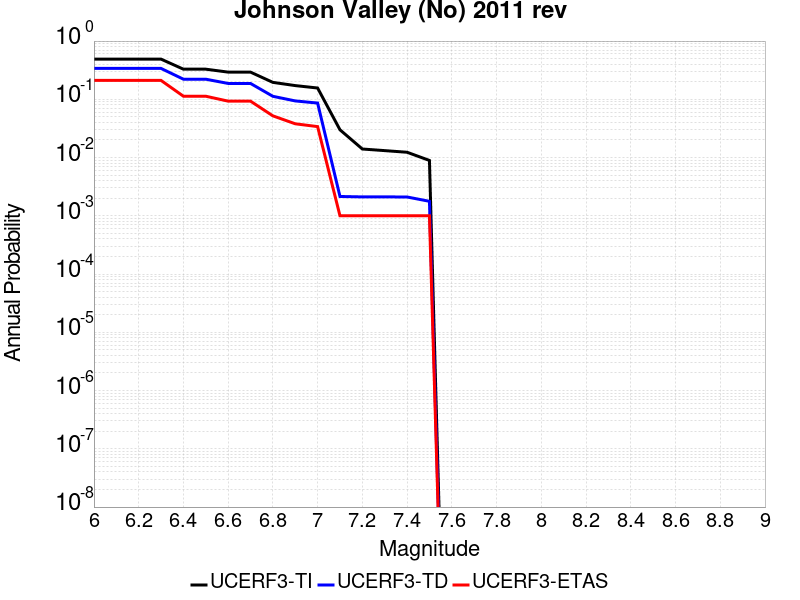 Johnson Valley (No) 2011 rev
10^0
10^-1
10^-2
10^-3
10^-4
10^-5
10^-6
10^-7
10^-8
Annual Probability
6 6.2 6.4 6.6 6.8 7 7.2 7.4 7.6 7.8 8 8.2 8.4 8.6 8.8 9
Magnitude
UCERF3-TI UCERF3-TD UCERF3-ETAS